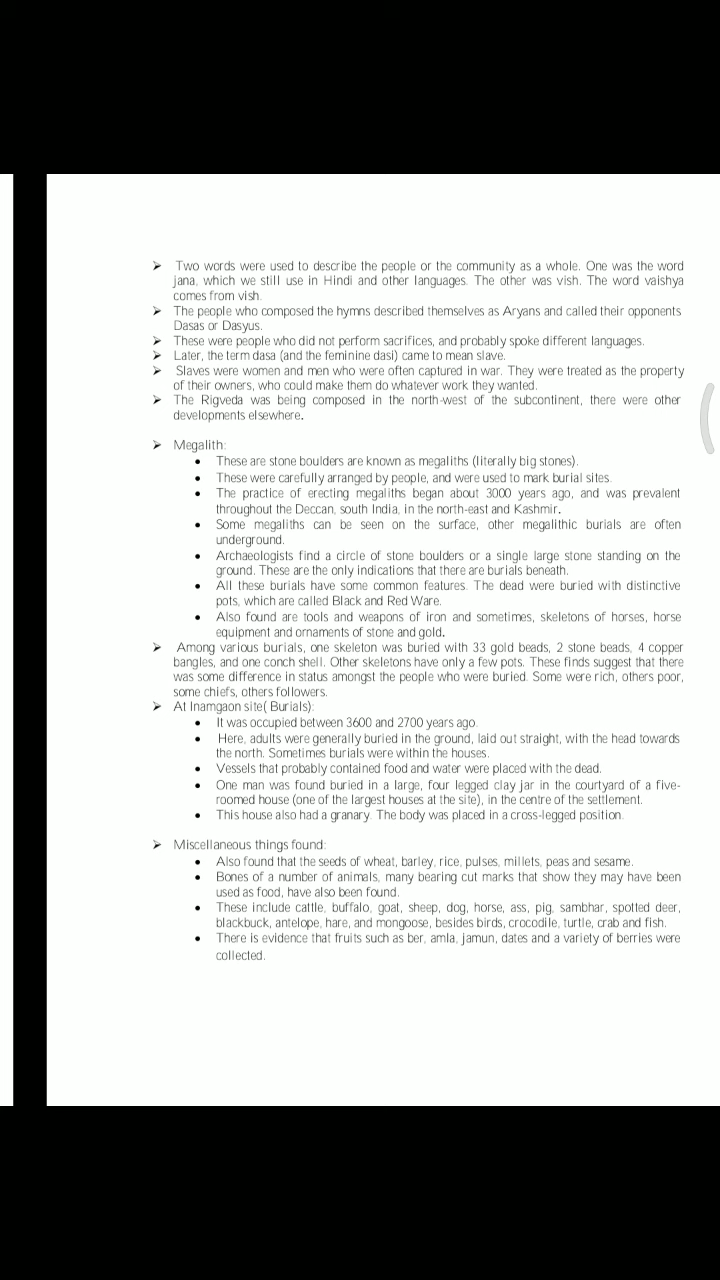 ➢ Two words were used to describe the people or the community as a whole. One was the word
jana, which we still use in Hindi and other languages. The other was vish. The word vaishya
comes from vish.
➢ The people who composed the hymns described themselves as Aryans and called their opponents
Dasas or Dasyus.
➢ These were people who did not perform sacrifices, and probably spoke different languages.
➢ Later, the term dasa (and the feminine dasi) came to mean slave.
➢ Slaves were women and men who were often captured in war. They were treated as the property
of their owners, who could make them do whatever work they wanted.
➢ The Rigveda was being composed in the north-west of the subcontinent, there were other
developments elsewhere.
➢ Megalith:
• These are stone boulders are known as megaliths (literally big stones).
• These were carefully arranged by people, and were used to mark burial sites.
• The practice of erecting megaliths began about 3000 years ago, and was prevalent
throughout the Deccan, south India, in the north-east and Kashmir.
• Some megaliths can be seen on the surface, other megalithic burials are often
underground.
• Archaeologists find a circle of stone boulders or a single large stone standing on the
ground. These are the only indications that there are burials beneath.
• All these burials have some common features. The dead were buried with distinctive
pots, which are called Black and Red Ware.
• Also found are tools and weapons of iron and sometimes, skeletons of horses, horse
equipment and ornaments of stone and gold.
➢ Among various burials, one skeleton was buried with 33 gold beads, 2 stone beads, 4 copper
bangles, and one conch shell. Other skeletons have only a few pots. These finds suggest that there
was some difference in status amongst the people who were buried. Some were rich, others poor,
some chiefs, others followers.
➢ At Inamgaon site( Burials):
• It was occupied between 3600 and 2700 years ago.
• Here, adults were generally buried in the ground, laid out straight, with the head towards
the north. Sometimes burials were within the houses.
• Vessels that probably contained food and water were placed with the dead.
• One man was found buried in a large, four legged clay jar in the courtyard of a five-
roomed house (one of the largest houses at the site), in the centre of the settlement.
• This house also had a granary. The body was placed in a cross-legged position.
➢ Miscellaneous things found:
• Also found that the seeds of wheat, barley, rice, pulses, millets, peas and sesame.
• Bones of a number of animals, many bearing cut marks that show they may have been
used as food, have also been found.
• These include cattle, buffalo, goat, sheep, dog, horse, ass, pig, sambhar, spotted deer,
blackbuck, antelope, hare, and mongoose, besides birds, crocodile, turtle, crab and fish.
• There is evidence that fruits such as ber, amla, jamun, dates and a variety of berries were
collected.